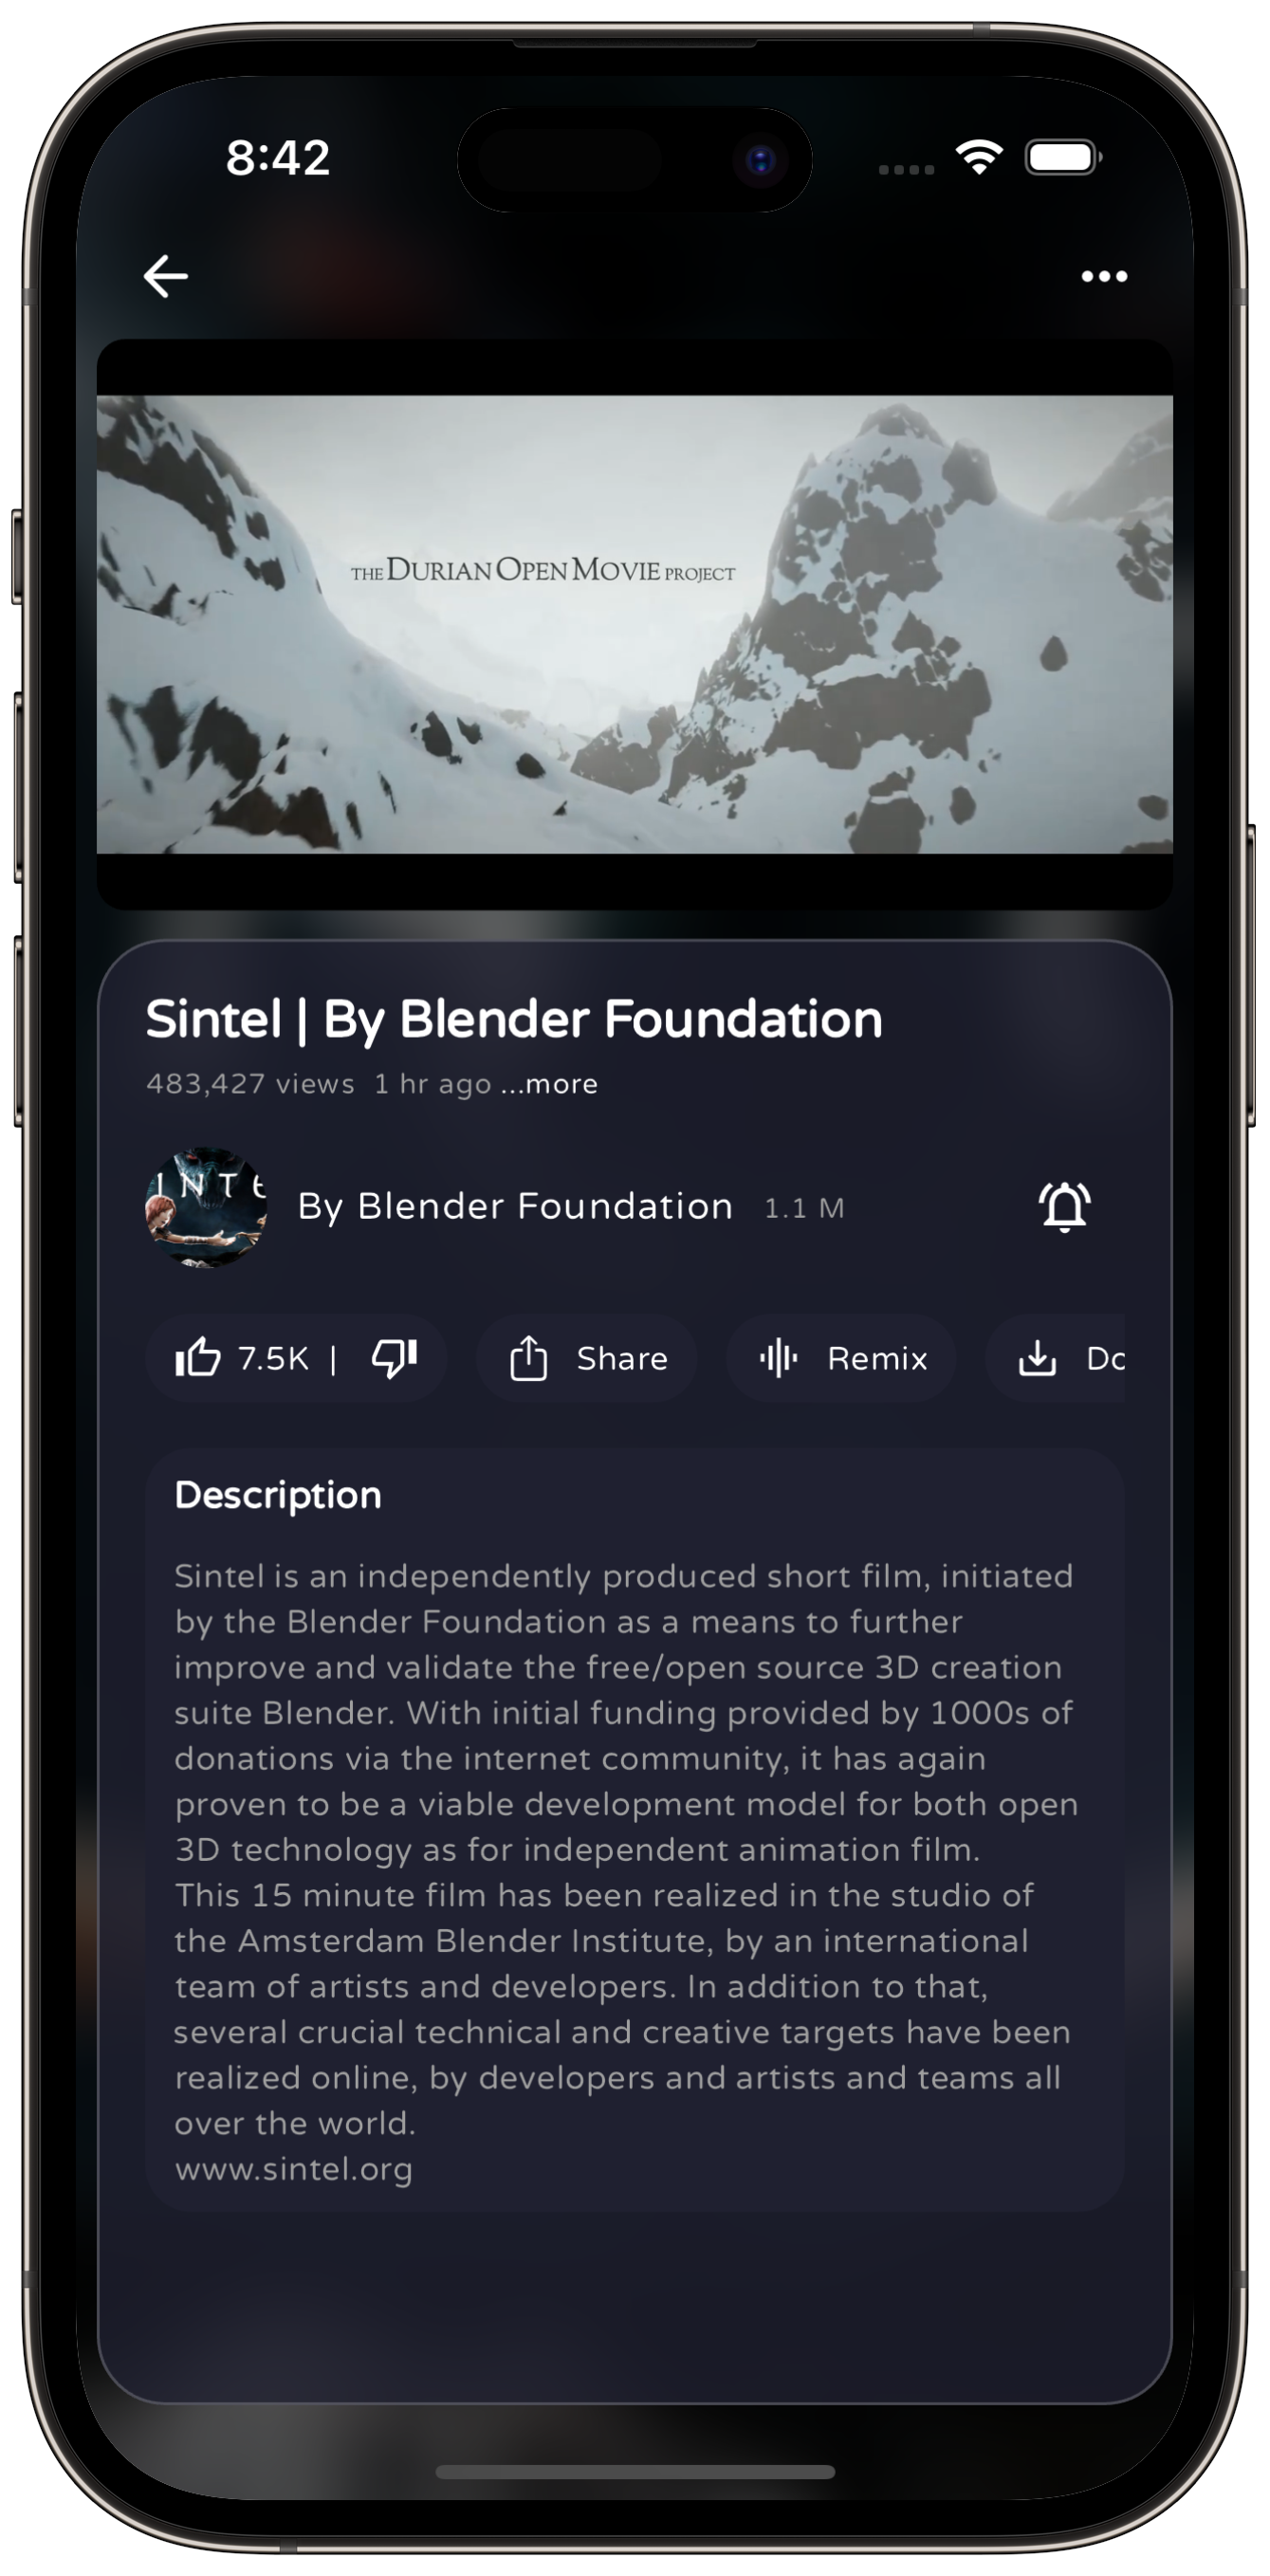 8:42
THE DURIAN OPEN MOVIE PROJECT
Sintel | By Blender Foundation
483,427 views 1 hr ago ...more
INTE
By Blender Foundation 1.1 M
7.5K | Share Remix Do
Description
Sintel is an independently produced short film, initiated
by the Blender Foundation as a means to further
improve and validate the free/open source 3D creation
suite Blender. With initial funding provided by 1000s of
donations via the internet community, it has again
proven to be a viable development model for both open
3D technology as for independent animation film.
This 15 minute film has been realized in the studio of
the Amsterdam Blender Institute, by an international
team of artists and developers. In addition to that,
several crucial technical and creative targets have been
realized online, by developers and artists and teams all
over the world.
www.sintel.org